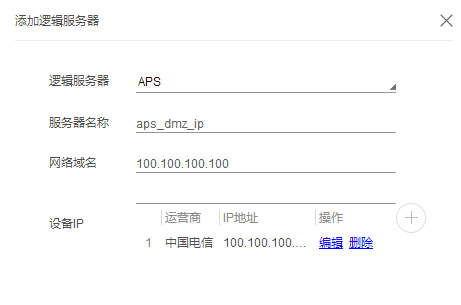 添加逻辑服务器
逻辑服务器 APS
服务器名称 aps_dmz_ip
网络域名 100.100.100.100
设备IP
运营商 IP地址 操作
1 中国电信 100.100.100.... 编辑 删除